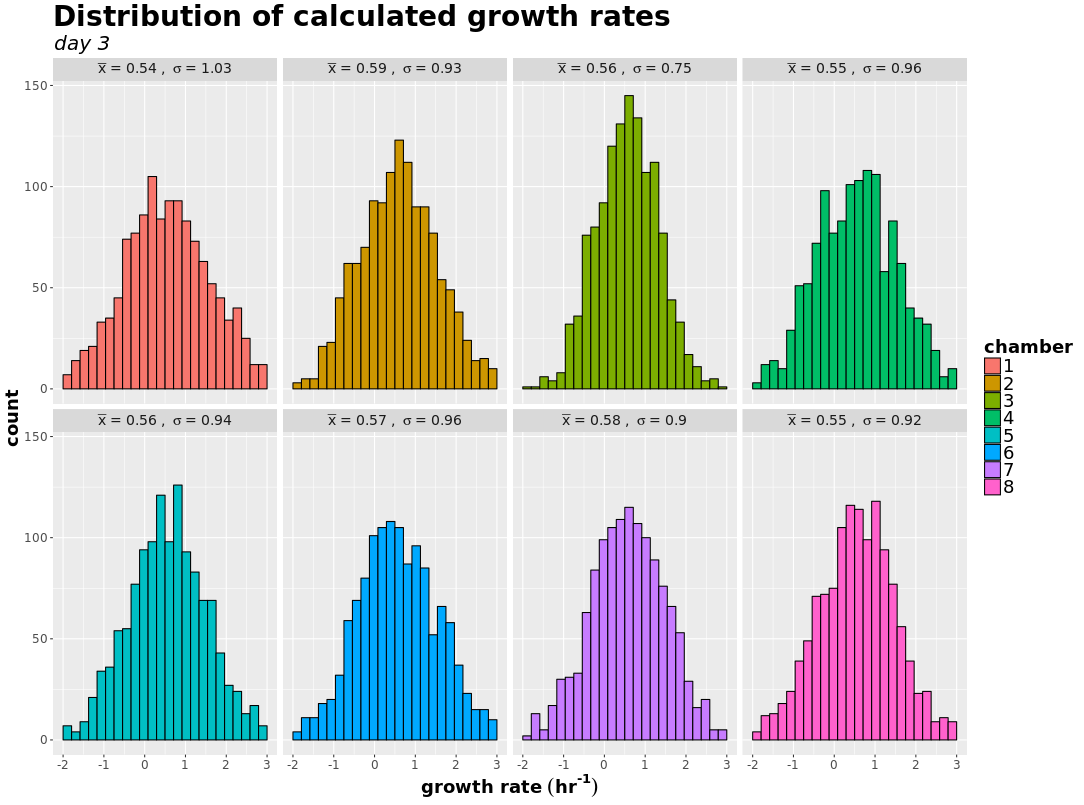 Distribution of calculated growth rates
day 3
x̅ = 0.54 , σ = 1.03
x̅ = 0.59 , σ = 0.93
x̅ = 0.56 , σ = 0.75
x̅ = 0.55 , σ = 0.96
150
100
50
0
x̅ = 0.56 , σ = 0.94
x̅ = 0.57 , σ = 0.96
x̅ = 0.58 , σ = 0.9
x̅ = 0.55 , σ = 0.92
150
100
50
0
-2 -1 0 1 2 3
-2 -1 0 1 2 3
-2 -1 0 1 2 3
-2 -1 0 1 2 3
count
growth rate (hr⁻¹)
chamber
1
2
3
4
5
6
7
8